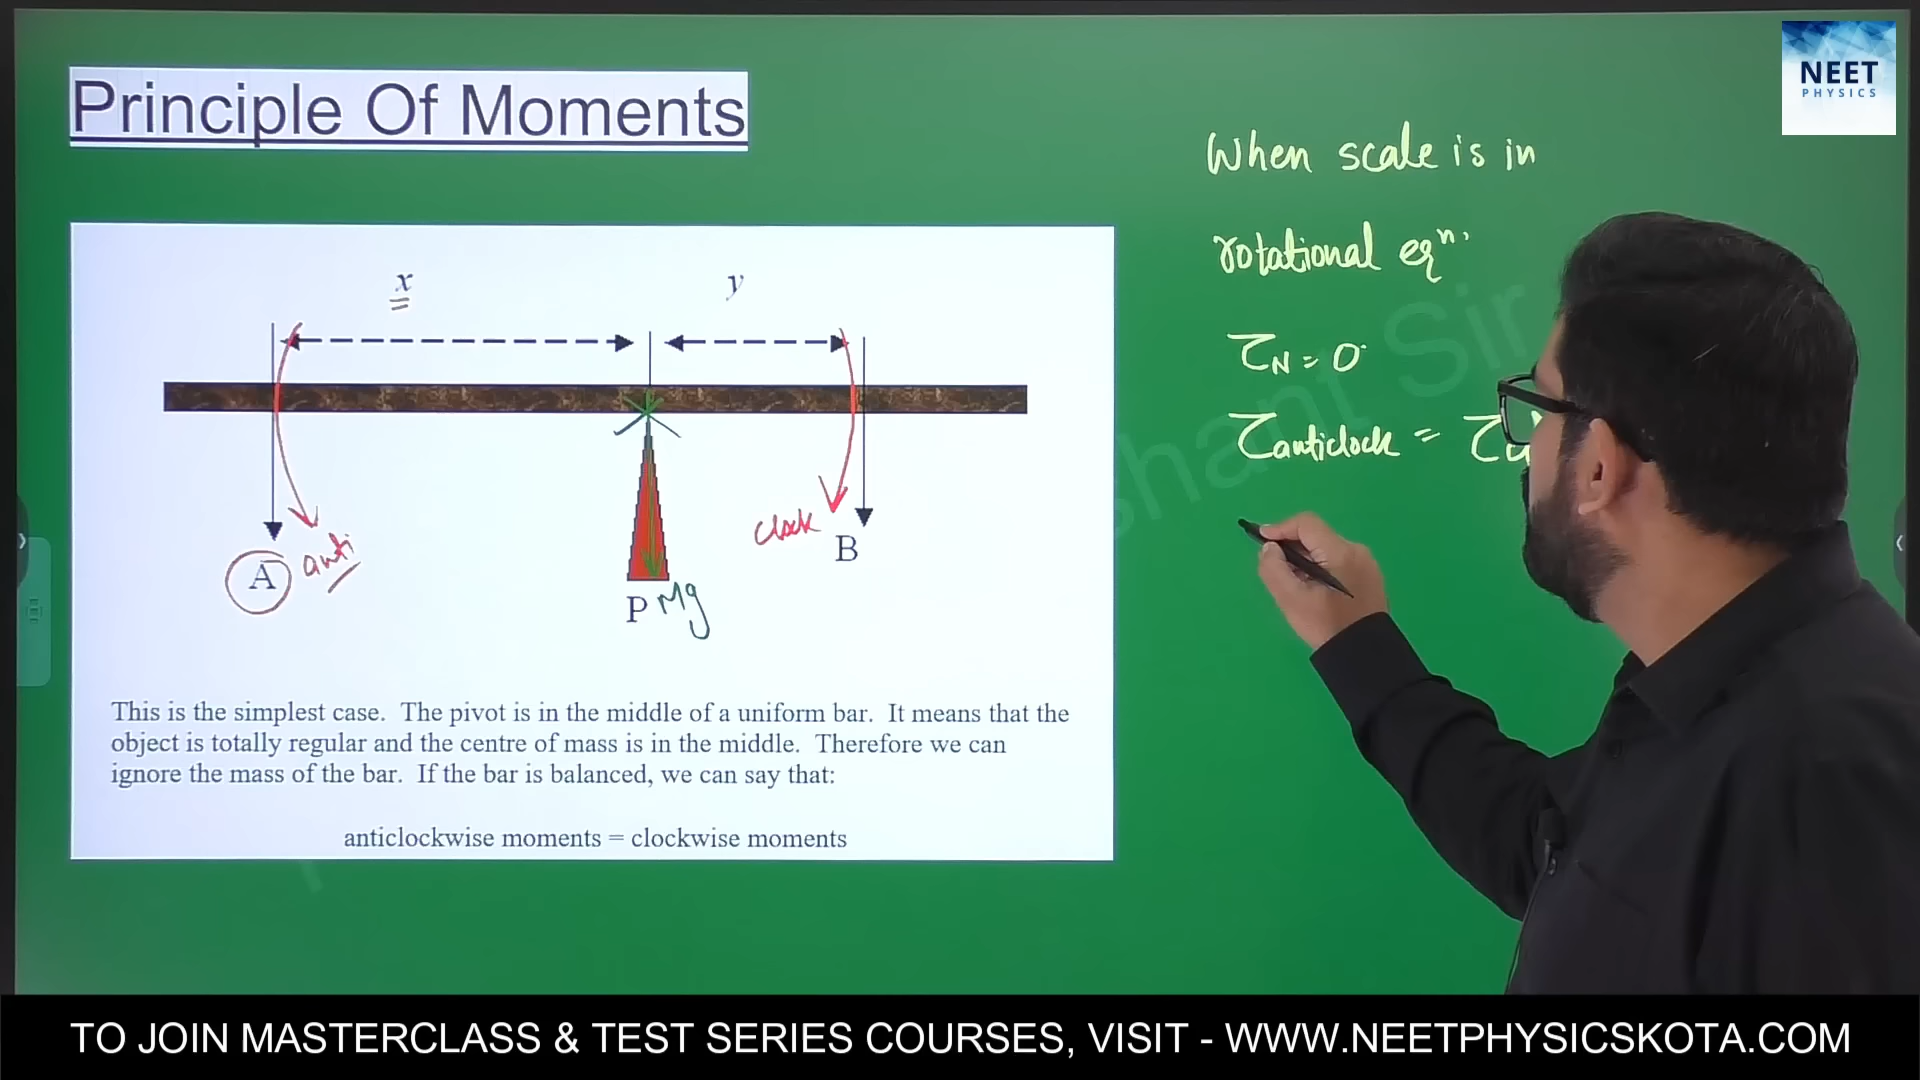 Principle Of Moments
NEET
PHYSICS
When scale is in
rotational eqⁿ.
τN = 0
τanticlock =
x
y
A
anti
clock
B
P
Mg
This is the simplest case. The pivot is in the middle of a uniform bar. It means that the
object is totally regular and the centre of mass is in the middle. Therefore we can
ignore the mass of the bar. If the bar is balanced, we can say that:
anticlockwise moments = clockwise moments
TO JOIN MASTERCLASS & TEST SERIES COURSES, VISIT - WWW.NEETPHYSICSKOTA.COM